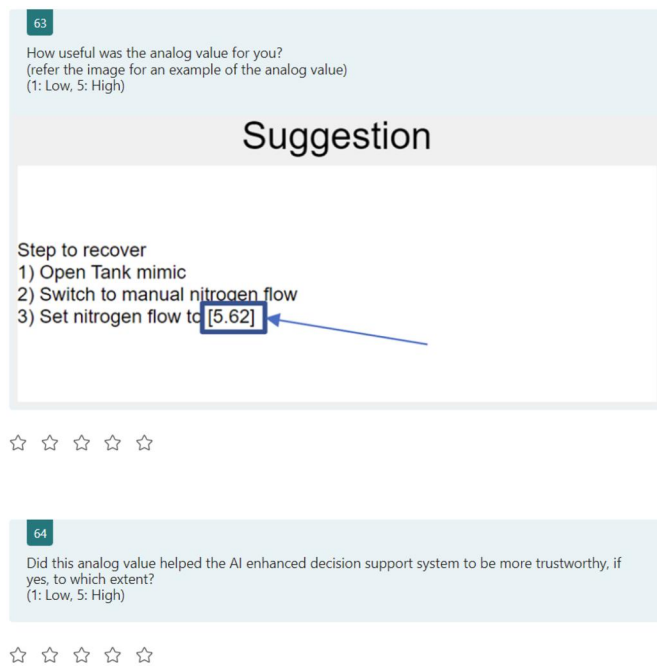 63
How useful was the analog value for you?
(refer the image for an example of the analog value)
(1: Low, 5: High)
Suggestion
Step to recover
1) Open Tank mimic
2) Switch to manual nitrogen flow
3) Set nitrogen flow to [5.62]
64
Did this analog value helped the AI enhanced decision support system to be more trustworthy, if
yes, to which extent?
(1: Low, 5: High)